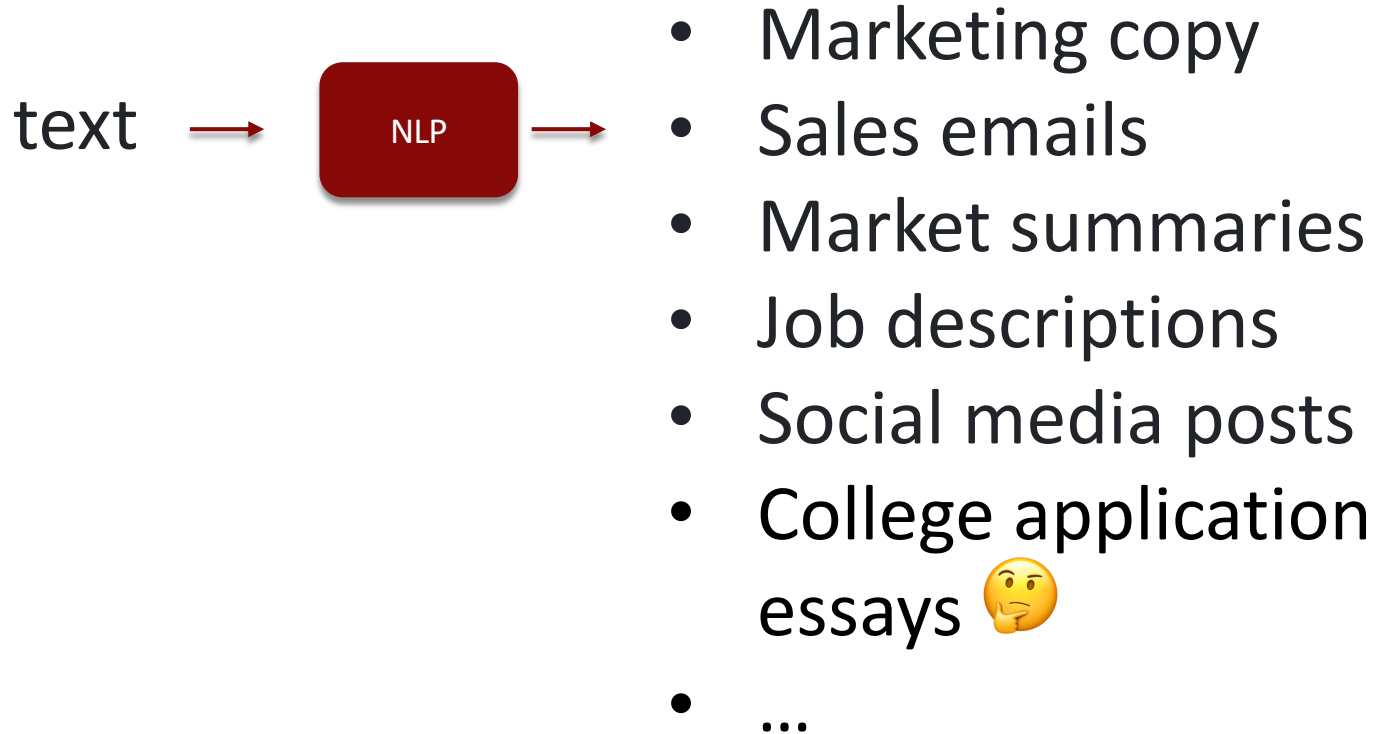 text
NLP
• Marketing copy
• Sales emails
• Market summaries
• Job descriptions
• Social media posts
• College application
essays 🤔
• ...